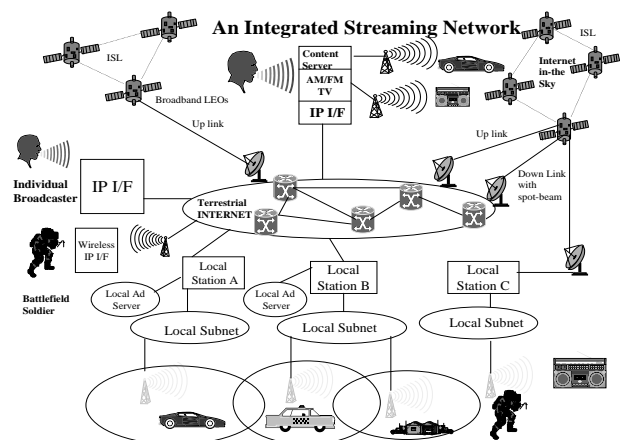 An Integrated Streaming Network
ISL
ISL
Content
Server
AM/FM
TV
IP I/F
Internet
in-the
Sky
Broadband LEOs
Up link
Up link
Down Link
with
spot-beam
Individual
Broadcaster
IP I/F
Terrestrial
INTERNET
Wireless
IP I/F
Battlefield
Soldier
Local
Station A
Local
Station B
Local
Station C
Local Ad
Server
Local Ad
Server
Local Subnet
Local Subnet
Local Subnet